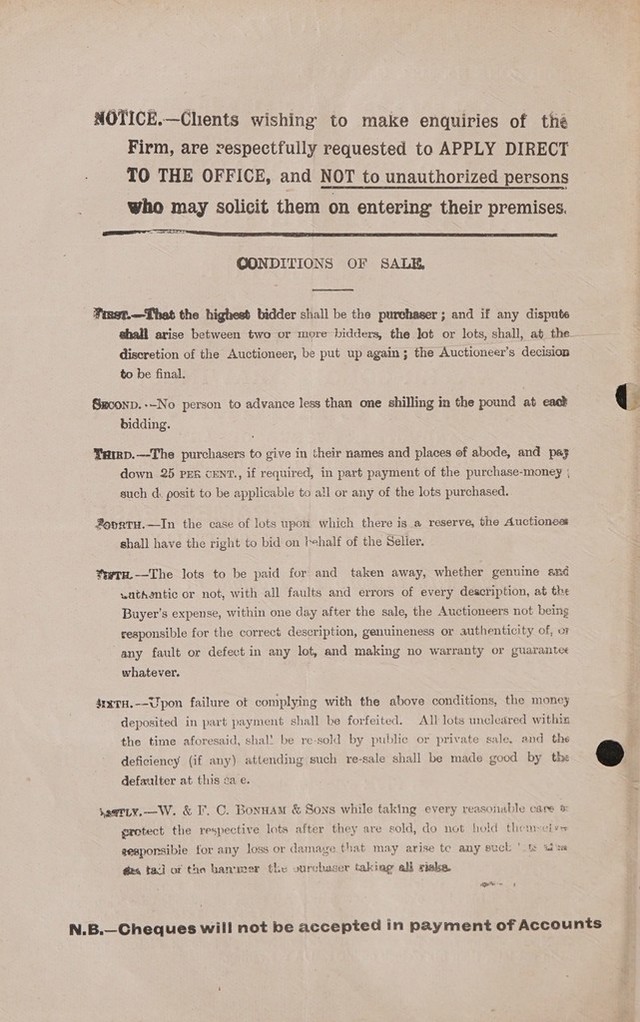 NOTICE.—Clients wishing to make enquiries of the
Firm, are respectfully requested to APPLY DIRECT
TO THE OFFICE, and NOT to unauthorized persons
who may solicit them on entering their premises.
CONDITIONS OF SALE.
FIRST.—That the highest bidder shall be the purchaser; and if any dispute
shall arise between two or more bidders, the lot or lots, shall, at the
discretion of the Auctioneer, be put up again; the Auctioneer's decision
to be final.
SECOND.—No person to advance less than one shilling in the pound at each
bidding.
THIRD.—The purchasers to give in their names and places of abode, and pay
down 25 PER CENT., if required, in part payment of the purchase-money;
such deposit to be applicable to all or any of the lots purchased.
FOURTH.—In the case of lots upon which there is a reserve, the Auctioneer
shall have the right to bid on behalf of the Seller.
FIFTH.—The lots to be paid for and taken away, whether genuine and
authentic or not, with all faults and errors of every description, at the
Buyer's expense, within one day after the sale, the Auctioneers not being
responsible for the correct description, genuineness or authenticity of, or
any fault or defect in any lot, and making no warranty or guarantee
whatever.
SIXTH.—Upon failure of complying with the above conditions, the money
deposited in part payment shall be forfeited. All lots uncleared within
the time aforesaid, shall be re-sold by public or private sale, and the
deficiency (if any) attending such re-sale shall be made good by the
defaulter at this sale.
LASTLY.—W. & F. C. BONHAM & SONS while taking every reasonable care to
protect the respective lots after they are sold, do not hold themselves
responsible for any loss or damage that may arise to any such
the fall of the hammer the purchaser taking all risks.
N.B.—Cheques will not be accepted in payment of Accounts